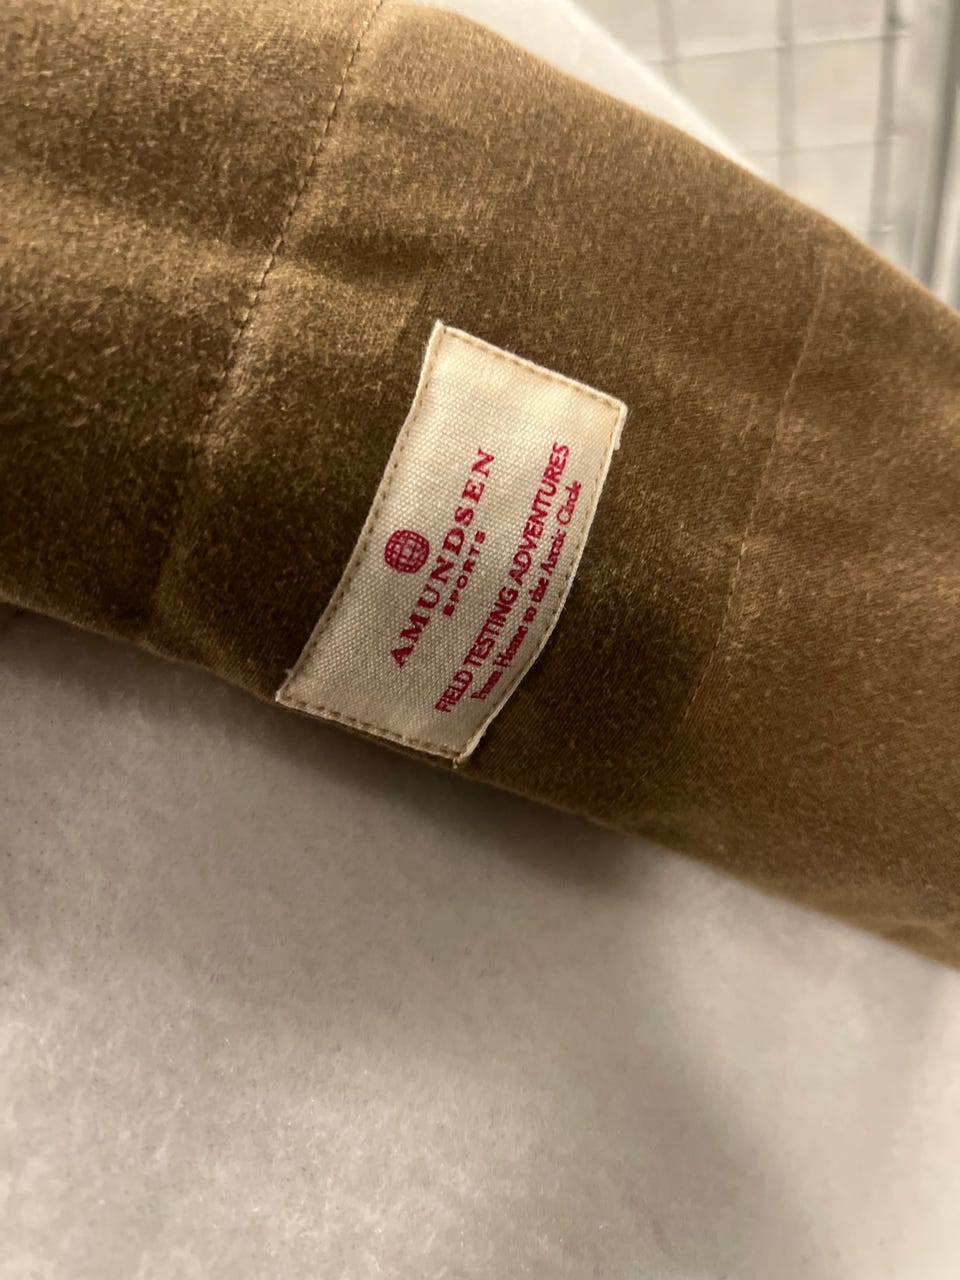 AMUNDSEN
SPORTS
FIELD TESTING ADVENTURES
from Home to the Arctic Circle